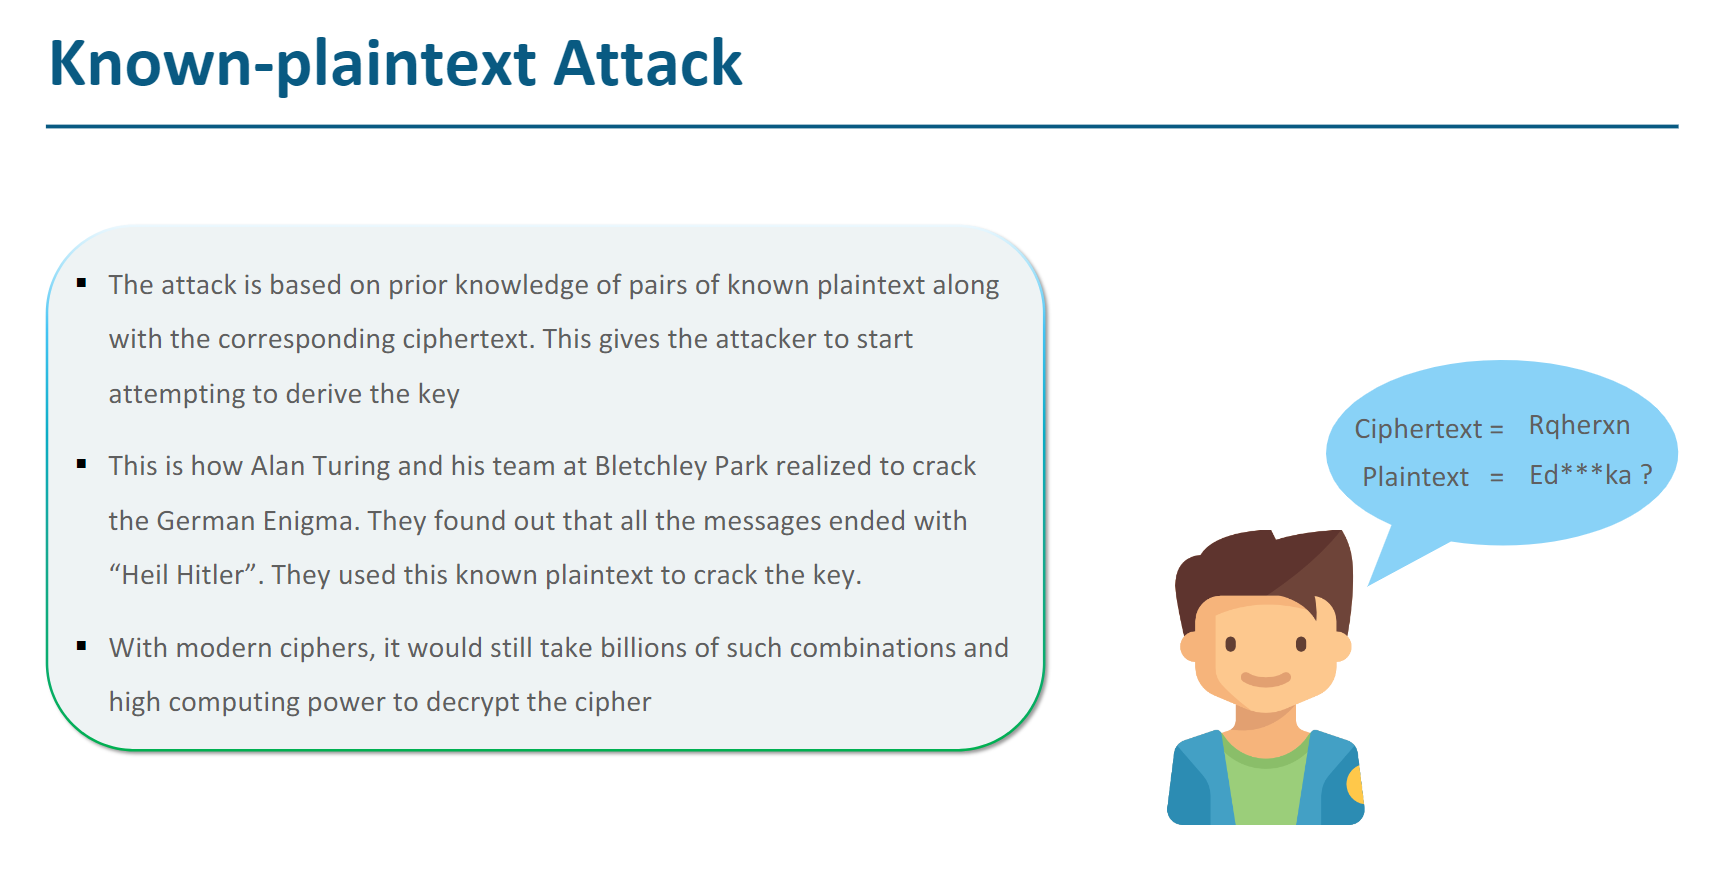 Known-plaintext Attack
▪ The attack is based on prior knowledge of pairs of known plaintext along
with the corresponding ciphertext. This gives the attacker to start
attempting to derive the key
▪ This is how Alan Turing and his team at Bletchley Park realized to crack
the German Enigma. They found out that all the messages ended with
“Heil Hitler”. They used this known plaintext to crack the key.
▪ With modern ciphers, it would still take billions of such combinations and
high computing power to decrypt the cipher
Ciphertext = Rqherxn
Plaintext = Ed***ka ?